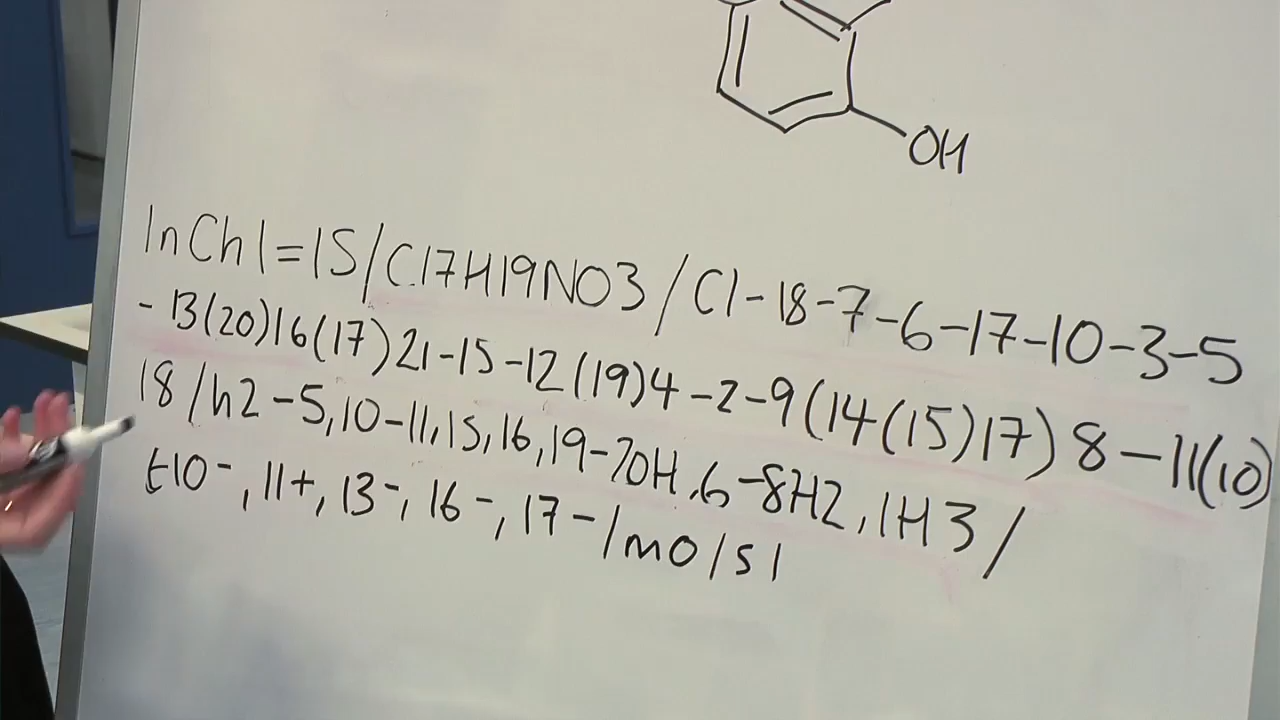 OH
InChI=1S/C17H19NO3/C1-18-7-6-17-10-3-5
-13(20)16(17)21-15-12(19)4-2-9(14(15)17)8-11(10)
18/h2-5,10-11,15,16,19-20H,6-8H2,1H3/
t10-,11+,13-,16-,17-/m0/s1